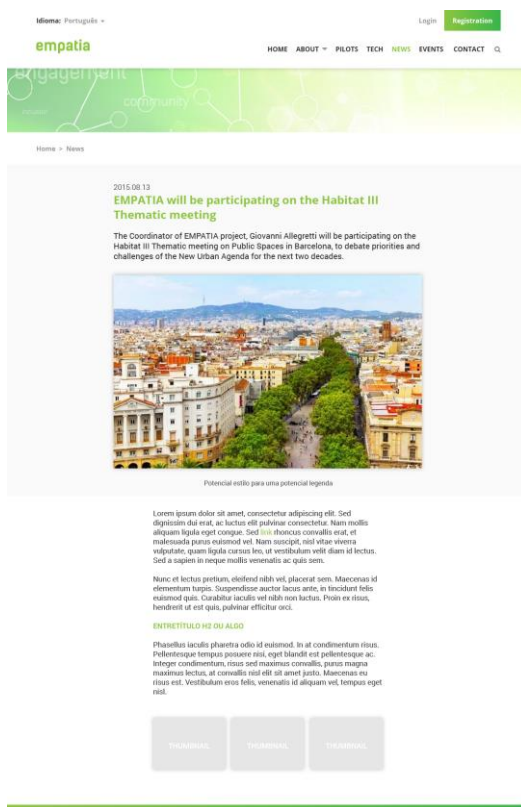 Idioma: Português
Login
Registration
empatia
HOME ABOUT PILOTS TECH NEWS EVENTS CONTACT
engagement
community
Home > News
2015.08.13
EMPATIA will be participating on the Habitat III
Thematic meeting
The Coordinator of EMPATIA project, Giovanni Allegretti will be participating on the
Habitat III Thematic meeting on Public Spaces in Barcelona, to debate priorities and
challenges of the New Urban Agenda for the next two decades.
Potencial estilo para uma potencial legenda
Lorem ipsum dolor sit amet, consectetur adipiscing elit. Sed
dignissim dui erat, ac luctus elit pulvinar consectetur. Nam mollis
aliquam ligula eget congue. Sed link rhoncus convallis erat, et
malesuada purus euismod vel. Nam suscipit, nisl vitae viverra
vulputate, quam ligula cursus leo, ut vestibulum velit diam id lectus.
Sed a sapien in neque mollis venenatis ac quis sem.
Nunc et lectus pretium, eleifend nibh vel, placerat sem. Maecenas id
elementum turpis. Suspendisse auctor lacus ante, in tincidunt felis
euismod quis. Curabitur iaculis vel nibh non luctus. Proin ex risus,
hendrerit ut est quis, pulvinar efficitur orci.
ENTRETÍTULO H2 OU ALGO
Phasellus iaculis pharetra odio id euismod. In at condimentum risus.
Pellentesque tempus posuere nisi, eget blandit est pellentesque ac.
Integer condimentum, risus sed maximus convallis, purus magna
maximus lectus, at convallis nisl elit sit amet justo. Maecenas eu
risus est. Vestibulum eros felis, venenatis id aliquam vel, tempus eget
nisl.
THUMBNAIL THUMBNAIL THUMBNAIL